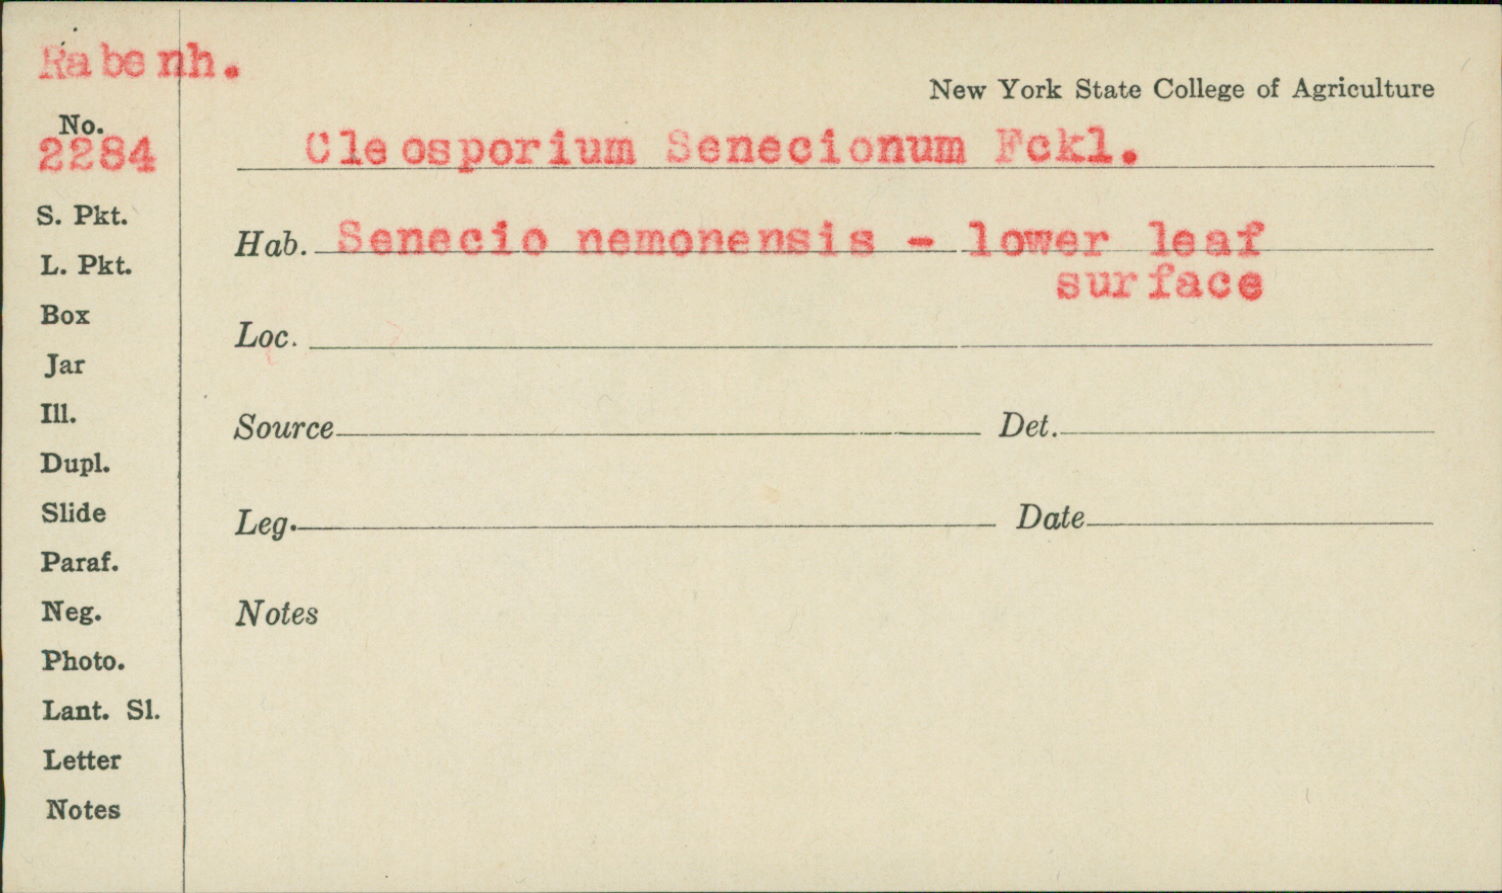 Rabenh.
New York State College of Agriculture
No.
2284
Cleosporium Senecionum Fckl.
S. Pkt.
Hab. Senecio nemonensis - lower leaf
surface
L. Pkt.
Box
Loc.
Jar
Ill.
Source Det.
Dupl.
Slide
Leg. Date
Paraf.
Neg.
Notes
Photo.
Lant. Sl.
Letter
Notes